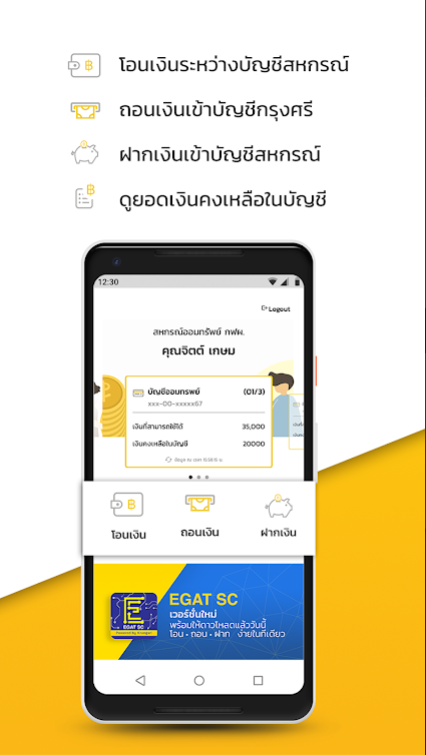 โอนเงินระหว่างบัญชีสหกรณ์
ถอนเงินเข้าบัญชีกรุงศรี
ฝากเงินเข้าบัญชีสหกรณ์
ดูยอดเงินคงเหลือในบัญชี
12:30
Logout
สหกรณ์ออมทรัพย์ กฟผ.
คุณจิตต์ เกษม
บัญชีออมทรัพย์ (01/3)
xxx-00-xxxxx67
เงินที่สามารถใช้ได้ 35,000
เงินคงเหลือในบัญชี 20000
โอนเงิน ถอนเงิน ฝากเงิน
EGAT SC
เวอร์ชั่นใหม่
พร้อมให้ดาวโหลดแล้ววันนี้
โอน - ถอน - ฝาก ง่ายในที่เดียว
EGAT SC